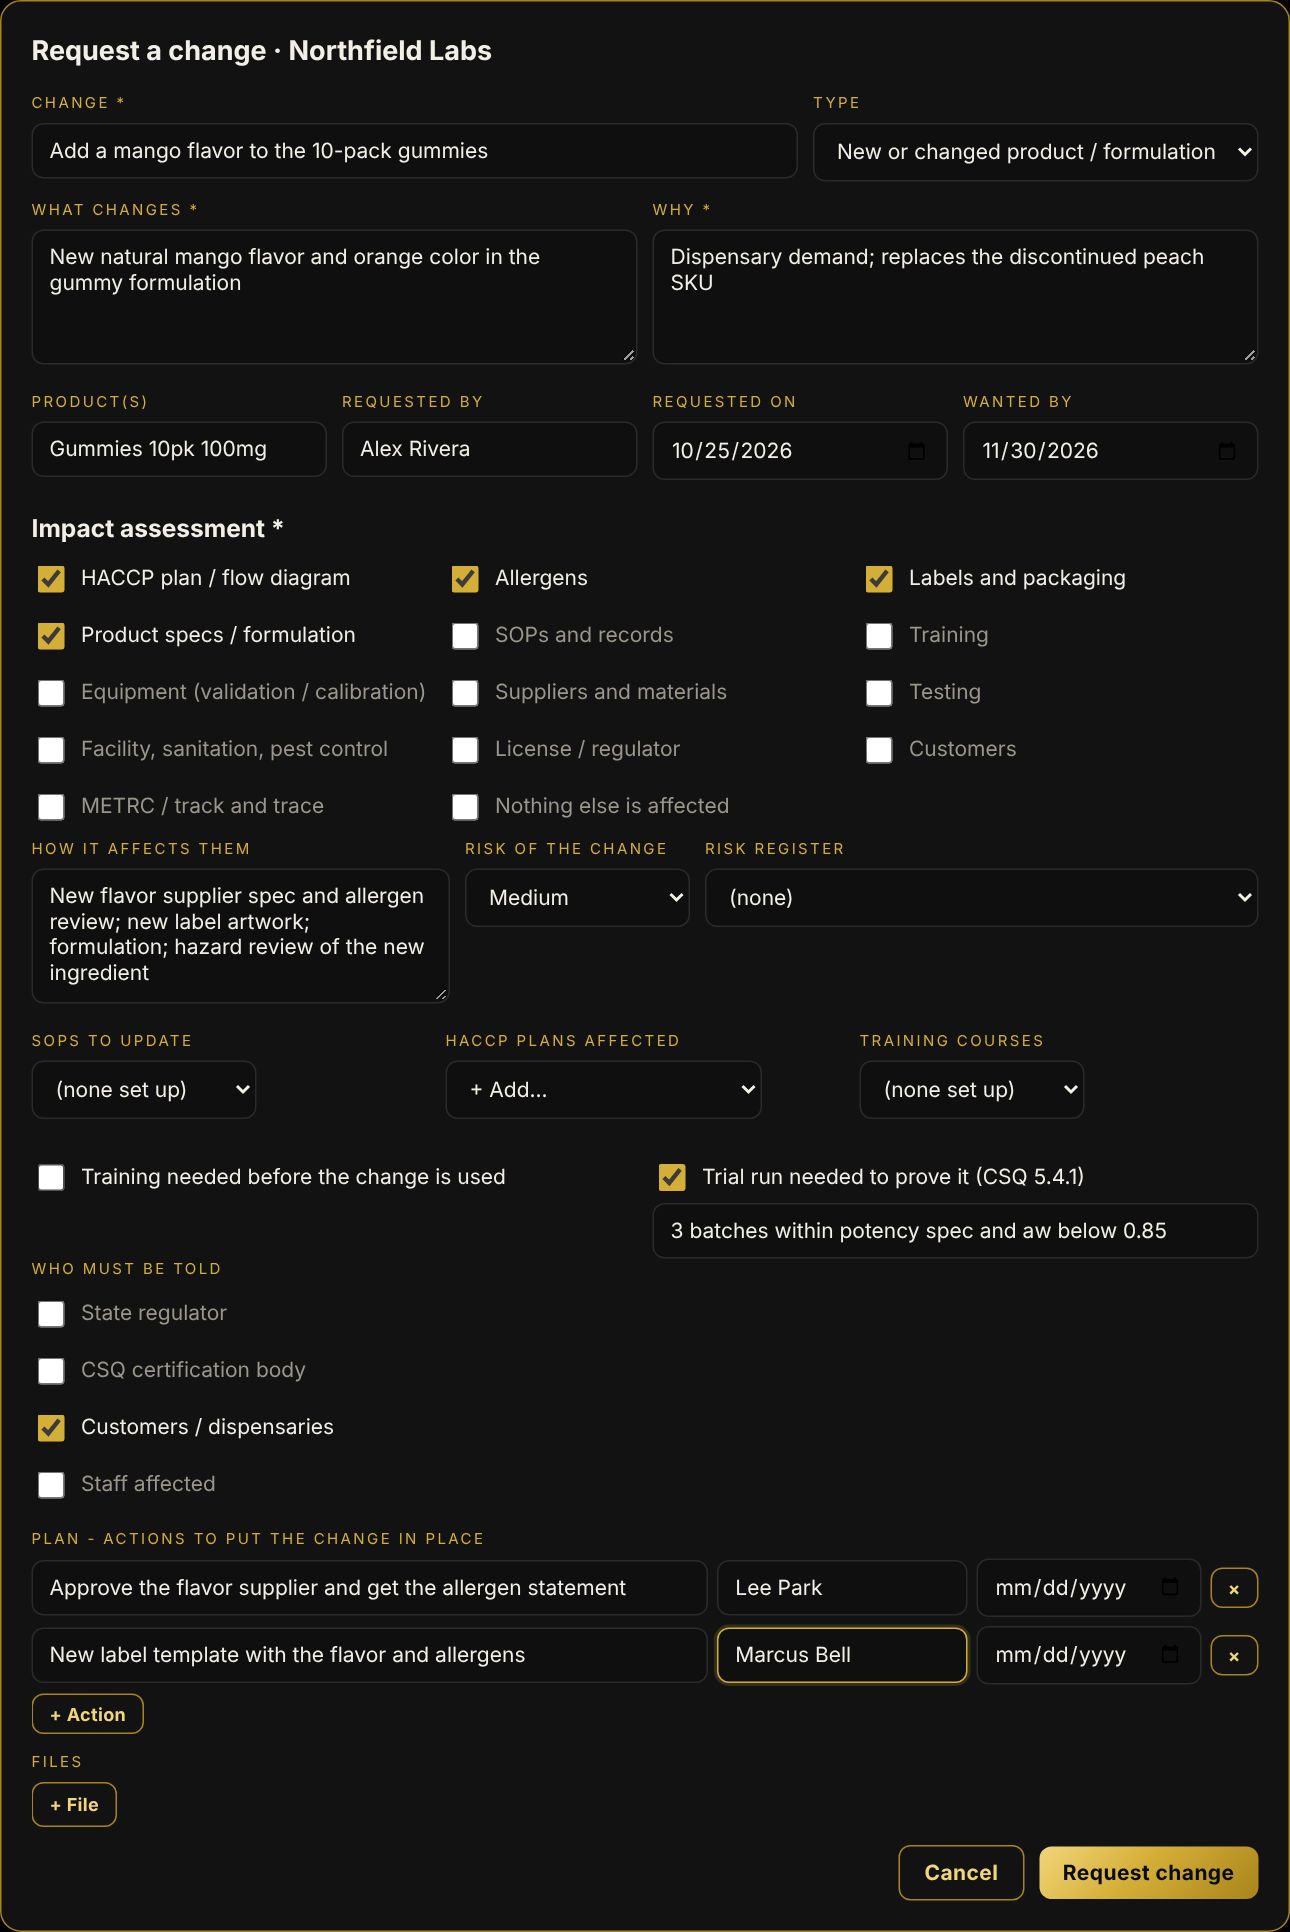 Request a change · Northfield Labs
CHANGE *
TYPE
Add a mango flavor to the 10-pack gummies
New or changed product / formulation
WHAT CHANGES *
WHY *
New natural mango flavor and orange color in the
gummy formulation
Dispensary demand; replaces the discontinued peach
SKU
PRODUCT(S)
REQUESTED BY
REQUESTED ON
WANTED BY
Gummies 10pk 100mg
Alex Rivera
10/25/2026
11/30/2026
Impact assessment *
HACCP plan / flow diagram
Allergens
Labels and packaging
Product specs / formulation
SOPs and records
Training
Equipment (validation / calibration)
Suppliers and materials
Testing
Facility, sanitation, pest control
License / regulator
Customers
METRC / track and trace
Nothing else is affected
HOW IT AFFECTS THEM
RISK OF THE CHANGE
RISK REGISTER
New flavor supplier spec and allergen
review; new label artwork;
formulation; hazard review of the new
ingredient
Medium
(none)
SOPS TO UPDATE
HACCP PLANS AFFECTED
TRAINING COURSES
(none set up)
+ Add...
(none set up)
Training needed before the change is used
Trial run needed to prove it (CSQ 5.4.1)
3 batches within potency spec and aw below 0.85
WHO MUST BE TOLD
State regulator
CSQ certification body
Customers / dispensaries
Staff affected
PLAN - ACTIONS TO PUT THE CHANGE IN PLACE
Approve the flavor supplier and get the allergen statement
Lee Park
mm/dd/yyyy
×
New label template with the flavor and allergens
Marcus Bell
mm/dd/yyyy
×
+ Action
FILES
+ File
Cancel
Request change